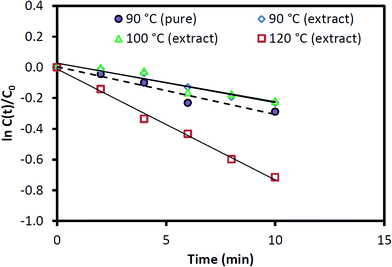 90 °C (pure) 90 °C (extract)
100 °C (extract) 120 °C (extract)
0.4
0.2
0.0
-0.2
-0.4
-0.6
-0.8
-1.0
ln C(t)/C₀
0 5 10 15
Time (min)